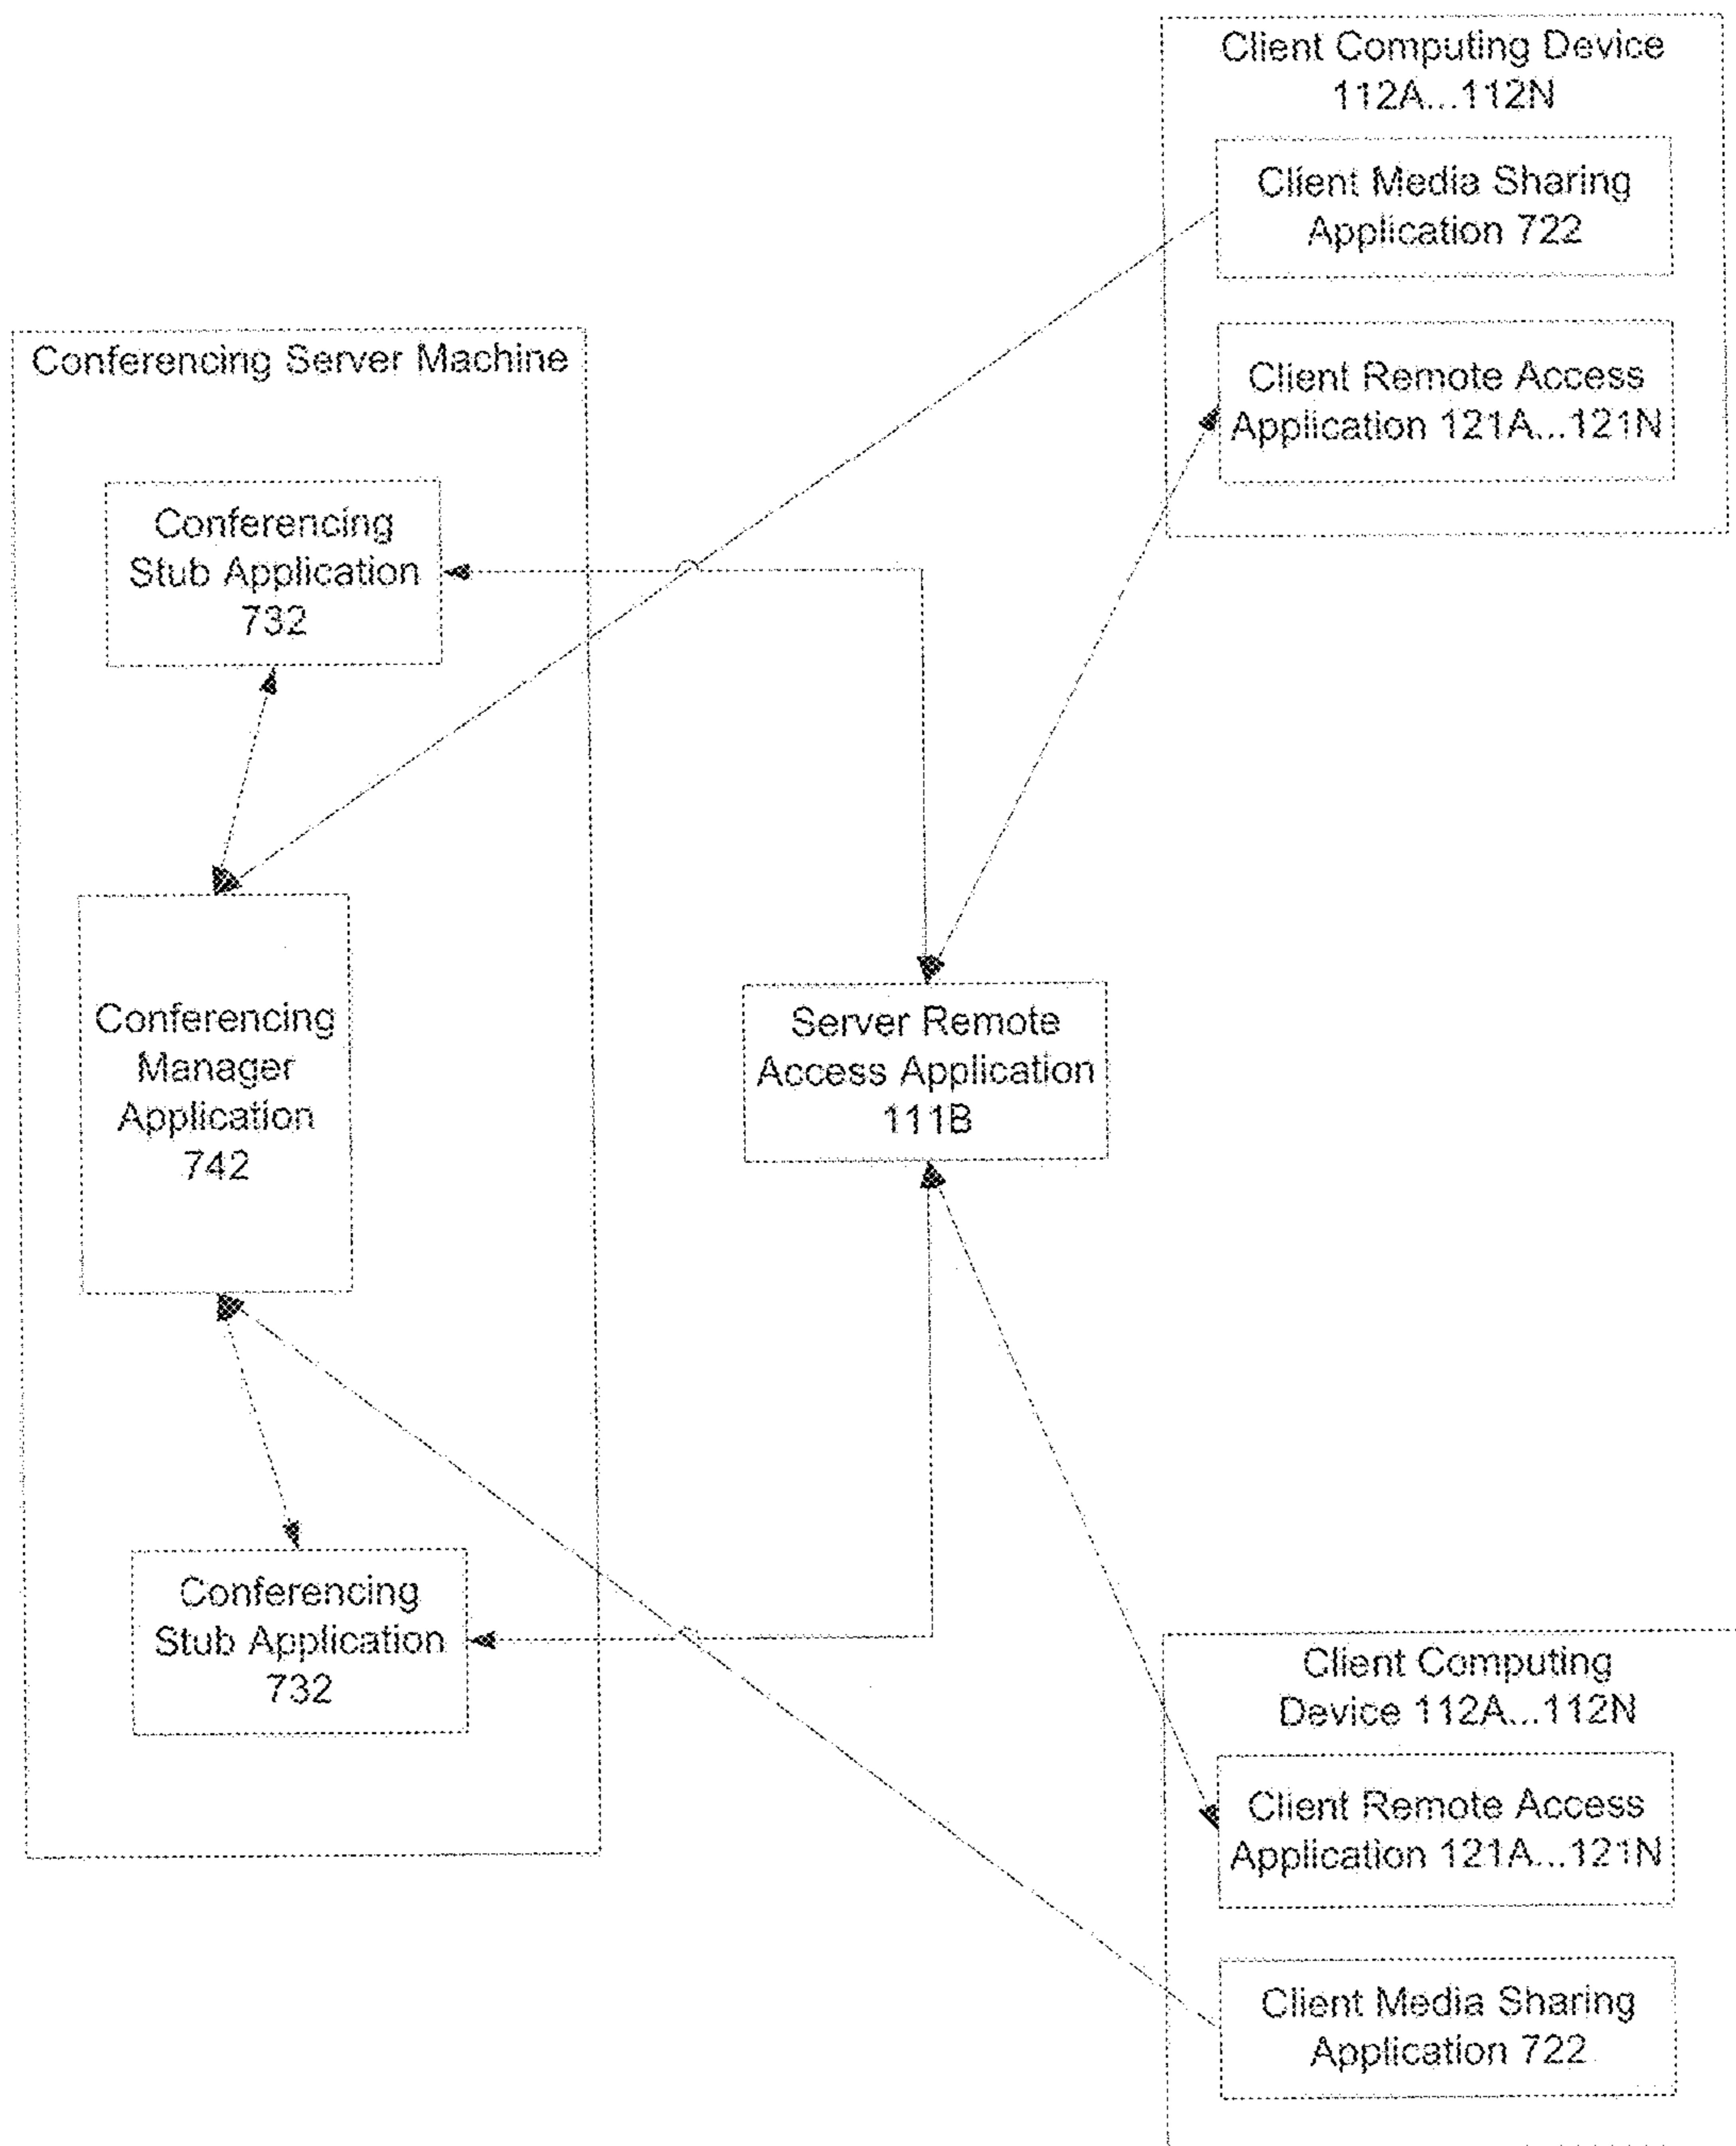 Client Computing Device
112A...112N
Client Media Sharing
Application 722
Client Remote Access
Application 121A...121N
Conferencing Server Machine
Conferencing
Stub Application
732
Conferencing
Manager
Application
742
Server Remote
Access Application
111B
Conferencing
Stub Application
732
Client Computing
Device 112A...112N
Client Remote Access
Application 121A...121N
Client Media Sharing
Application 722